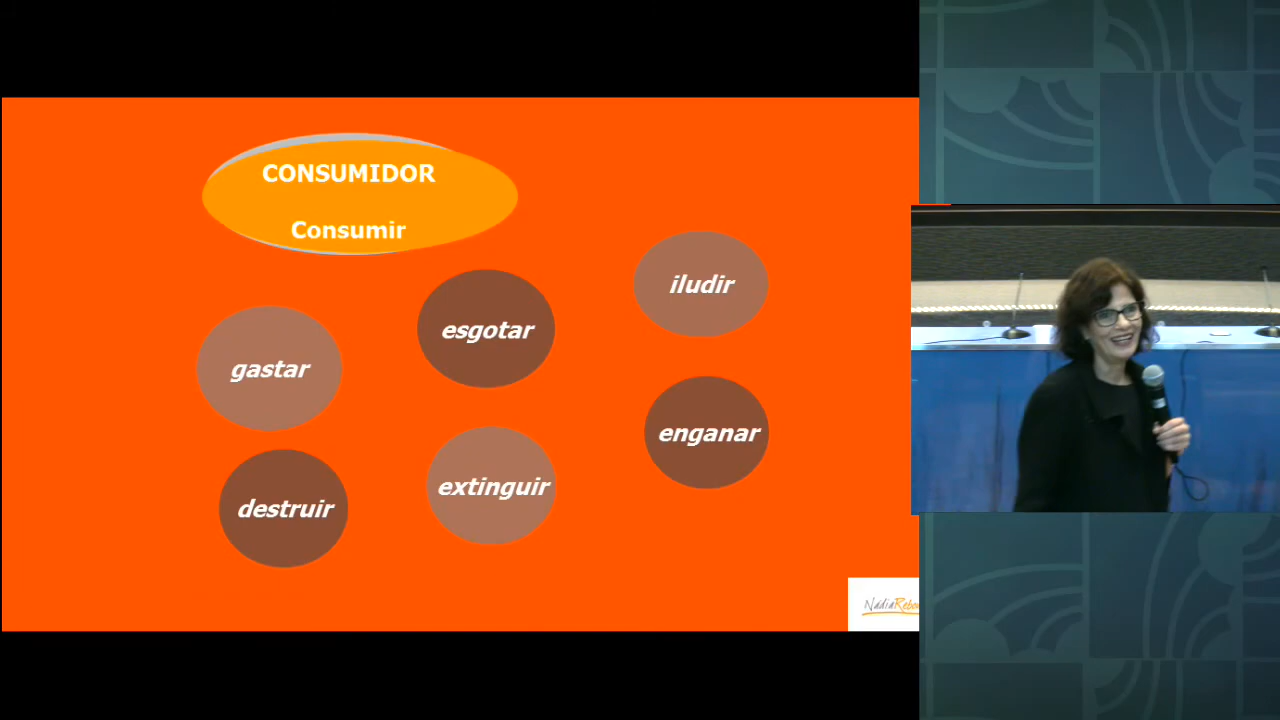 CONSUMIDOR
Consumir
iludir
esgotar
gastar
enganar
extinguir
destruir